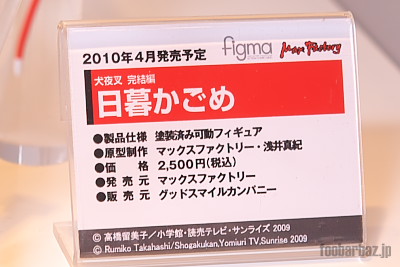 2010年4月発売予定 figma Max Factory
犬夜叉 完結編
日暮かごめ
●製品仕様 塗装済み可動フィギュア
●原型制作 マックスファクトリー・浅井真紀
●価 格 2,500円(税込)
●発 売 元 マックスファクトリー
●販 売 元 グッドスマイルカンパニー
© 高橋留美子／小学館・読売テレビ・サンライズ 2009
© Rumiko Takahashi/Shogakukan,Yomiuri TV,Sunrise 2009
foobarbaz.jp